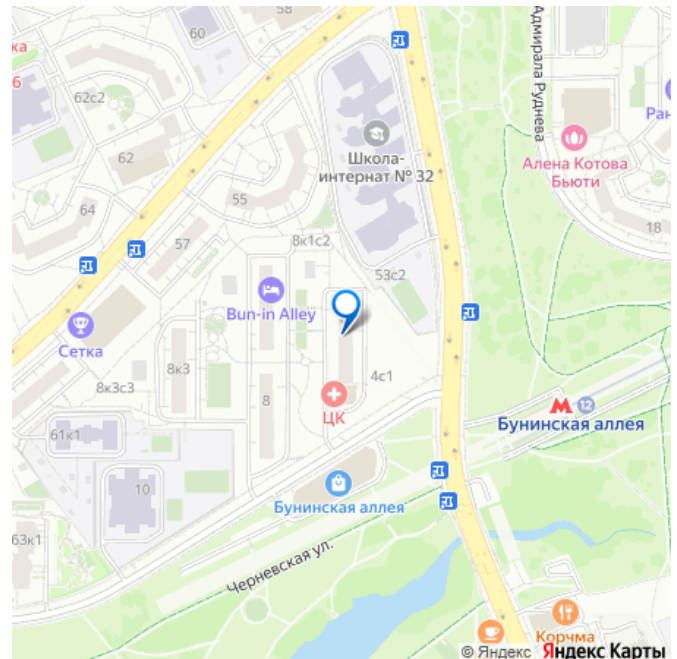 58
60
ка
6
62с2
Адмирала Руднева
Ран
Школа-
интернат № 32
Алена Котова
Бьюти
62
55
64
18
57
8к1с2
53с2
Bun-in Alley
Сетка
8к3
4с1
8к3с3
8
ЦК
М 12
Бунинская аллея
61к1
10
Бунинская аллея
63к1
Черневская ул.
Корчма
© Яндекс Яндекс Карты